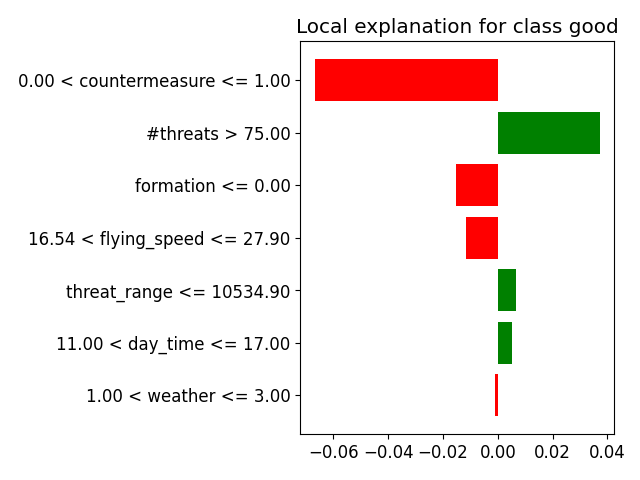 Local explanation for class good
0.00 < countermeasure <= 1.00
#threats > 75.00
formation <= 0.00
16.54 < flying_speed <= 27.90
threat_range <= 10534.90
11.00 < day_time <= 17.00
1.00 < weather <= 3.00
−0.06 −0.04 −0.02 0.00 0.02 0.04